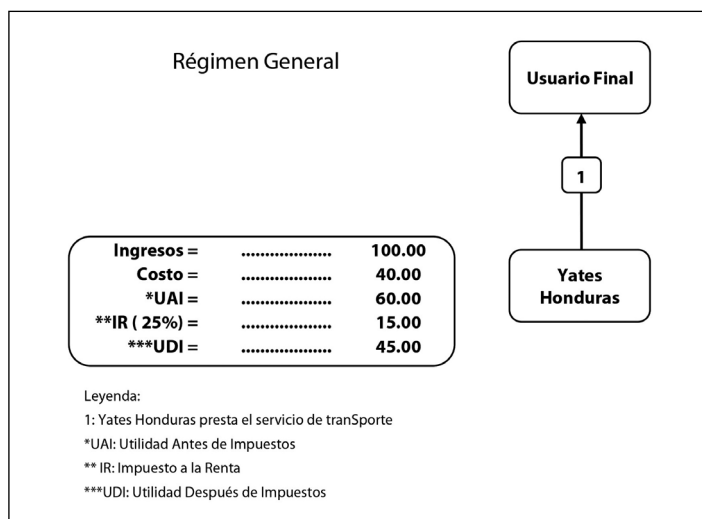 Régimen General
Usuario Final
1
Yates
Honduras
Ingresos = ................... 100.00
Costo = ................... 40.00
*UAI = ................... 60.00
**IR ( 25%) = ................... 15.00
***UDI = ................... 45.00
Leyenda:
1: Yates Honduras presta el servicio de tranSporte
*UAI: Utilidad Antes de Impuestos
** IR: Impuesto a la Renta
***UDI: Utilidad Después de Impuestos